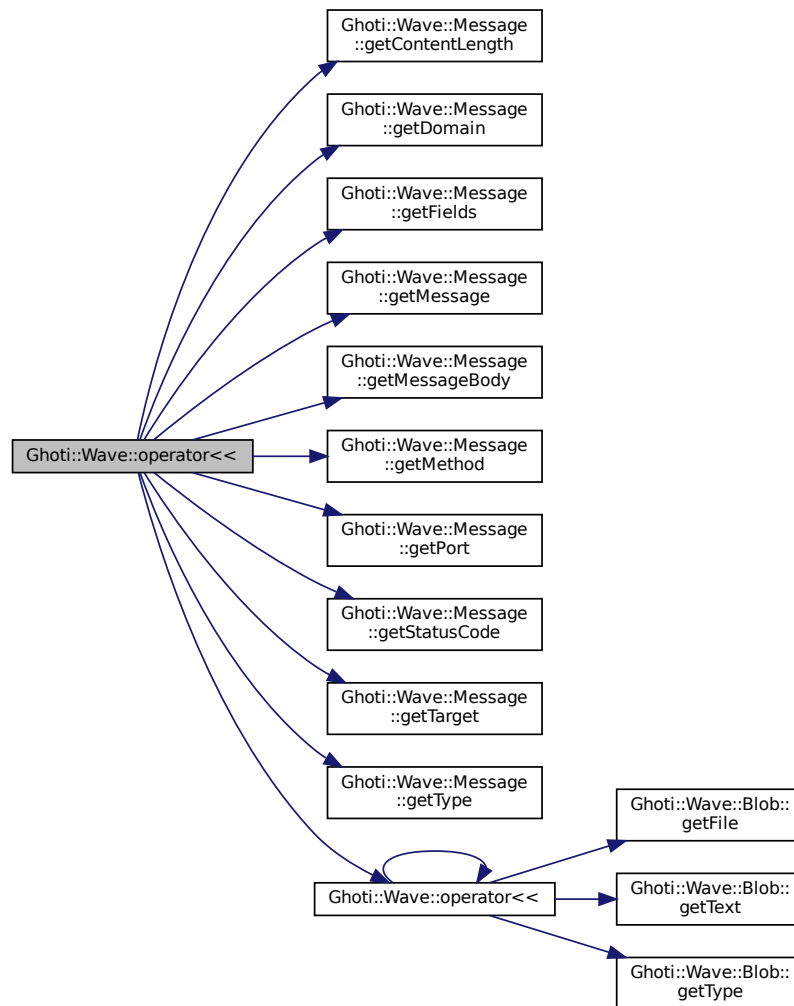 Ghoti::Wave::Message
::getContentLength
Ghoti::Wave::Message
::getDomain
Ghoti::Wave::Message
::getFields
Ghoti::Wave::Message
::getMessage
Ghoti::Wave::Message
::getMessageBody
Ghoti::Wave::operator<<
Ghoti::Wave::Message
::getMethod
Ghoti::Wave::Message
::getPort
Ghoti::Wave::Message
::getStatusCode
Ghoti::Wave::Message
::getTarget
Ghoti::Wave::Message
::getType
Ghoti::Wave::operator<<
Ghoti::Wave::Blob::
getFile
Ghoti::Wave::Blob::
getText
Ghoti::Wave::Blob::
getType